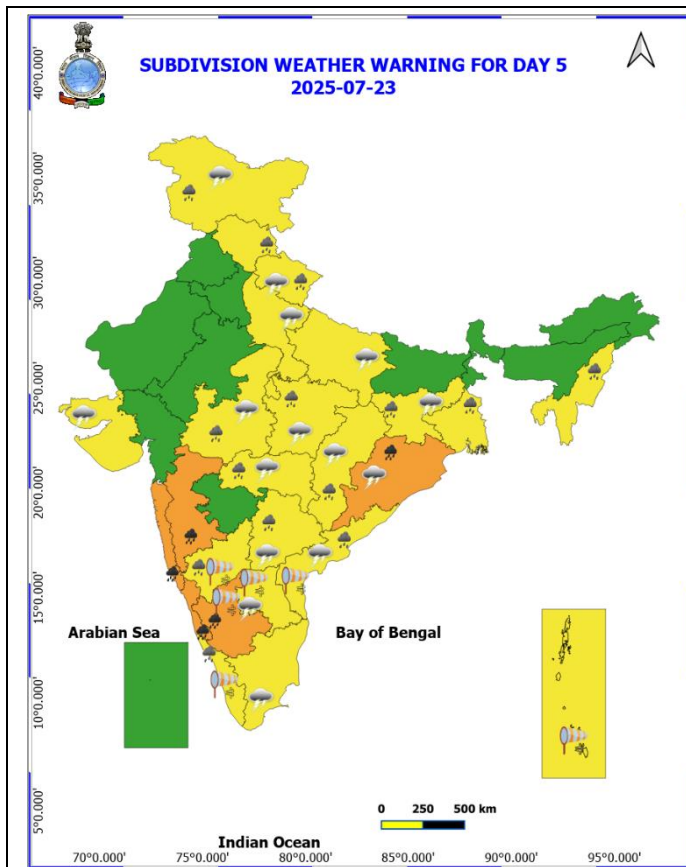 SUBDIVISION WEATHER WARNING FOR DAY 5
2025-07-23
40°0.000'
35°0.000'
30°0.000'
25°0.000'
20°0.000'
15°0.000'
10°0.000'
5°0.000'
Arabian Sea
Bay of Bengal
0 250 500 km
Indian Ocean
70°0.000' 75°0.000' 80°0.000' 85°0.000' 90°0.000' 95°0.000'